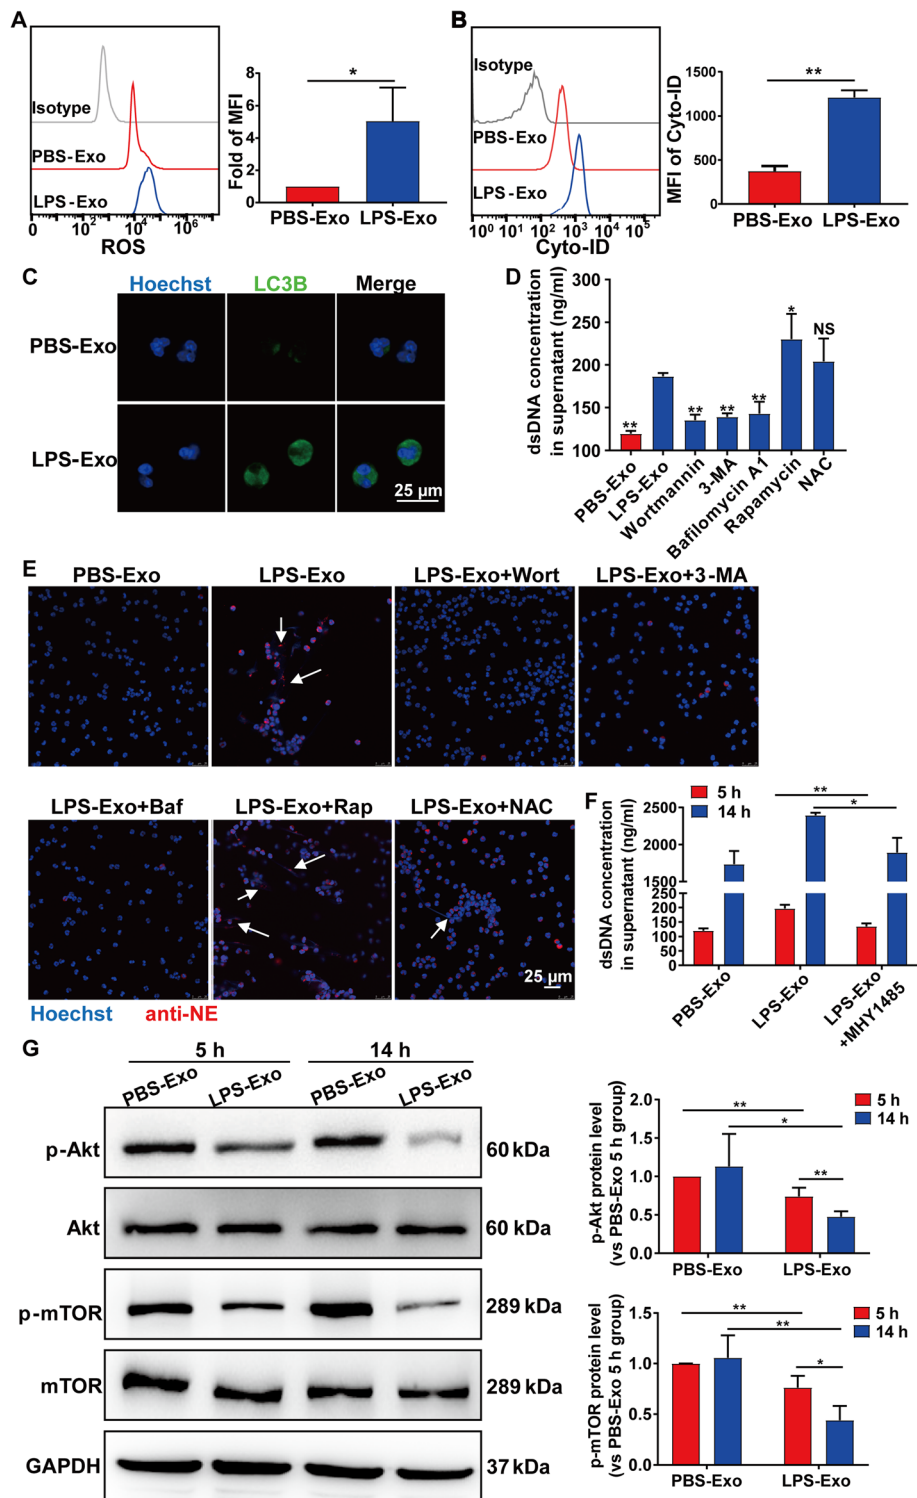 A
Isotype
PBS-Exo
LPS-Exo
0 10² 10⁴ 10⁶
ROS
Fold of MFI
8
6
4
2
0
*
PBS-Exo LPS-Exo
B
Isotype
PBS-Exo
LPS-Exo
10⁰ 10¹ 10² 10³ 10⁴ 10⁵
Cyto-ID
MFI of Cyto-ID
1500
1000
500
0
**
PBS-Exo LPS-Exo
C
Hoechst LC3B Merge
PBS-Exo
LPS-Exo
25 µm
D
dsDNA concentration
in supernatant (ng/ml)
300
250
200
150
100
** ** ** ** * NS
PBS-Exo
LPS-Exo
Wortmannin
3-MA
Bafilomycin A1
Rapamycin
NAC
E
PBS-Exo LPS-Exo LPS-Exo+Wort LPS-Exo+3-MA
LPS-Exo+Baf LPS-Exo+Rap LPS-Exo+NAC
25 µm
Hoechst anti-NE
F
5 h
14 h
**
*
dsDNA concentration
in supernatant (ng/ml)
2500
2000
1500
250
200
150
100
50
0
PBS-Exo
LPS-Exo
LPS-Exo
+MHY1485
G
5 h 14 h
PBS-Exo LPS-Exo PBS-Exo LPS-Exo
p-Akt 60 kDa
Akt 60 kDa
p-mTOR 289 kDa
mTOR 289 kDa
GAPDH 37 kDa
p-Akt protein level
(vs PBS-Exo 5 h group)
2.0
1.5
1.0
0.5
0.0
**
*
**
5 h
14 h
PBS-Exo LPS-Exo
p-mTOR protein level
(vs PBS-Exo 5 h group)
1.5
1.0
0.5
0.0
**
**
*
5 h
14 h
PBS-Exo LPS-Exo